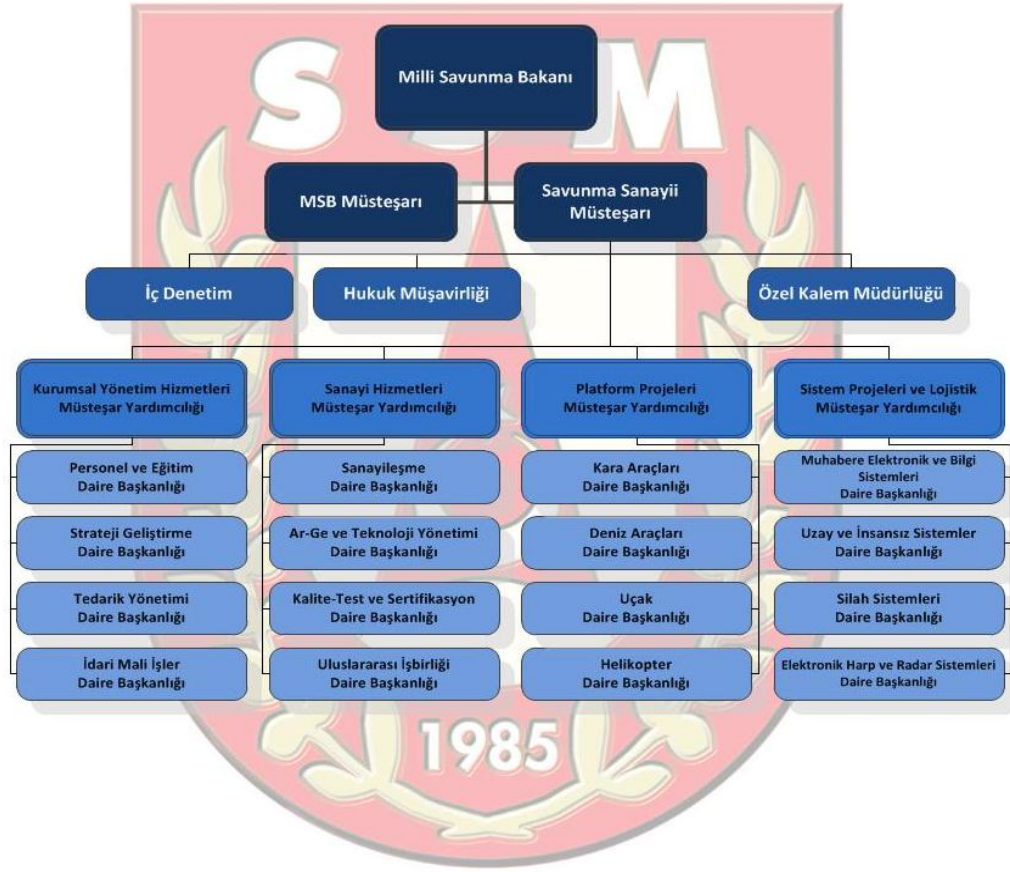 S S M
Milli Savunma Bakanı
MSB Müsteşarı
Savunma Sanayii
Müsteşarı
İç Denetim
Hukuk Müşavirliği
Özel Kalem Müdürlüğü
Kurumsal Yönetim Hizmetleri
Müsteşar Yardımcılığı
Sanayi Hizmetleri
Müsteşar Yardımcılığı
Platform Projeleri
Müsteşar Yardımcılığı
Sistem Projeleri ve Lojistik
Müsteşar Yardımcılığı
Personel ve Eğitim
Daire Başkanlığı
Strateji Geliştirme
Daire Başkanlığı
Tedarik Yönetimi
Daire Başkanlığı
İdari Mali İşler
Daire Başkanlığı
Sanayileşme
Daire Başkanlığı
Ar-Ge ve Teknoloji Yönetimi
Daire Başkanlığı
Kalite-Test ve Sertifikasyon
Daire Başkanlığı
Uluslararası İşbirliği
Daire Başkanlığı
Kara Araçları
Daire Başkanlığı
Deniz Araçları
Daire Başkanlığı
Uçak
Daire Başkanlığı
Helikopter
Daire Başkanlığı
Muhabere Elektronik ve Bilgi
Sistemleri
Daire Başkanlığı
Uzay ve İnsansız Sistemler
Daire Başkanlığı
Silah Sistemleri
Daire Başkanlığı
Elektronik Harp ve Radar Sistemleri
Daire Başkanlığı
1985